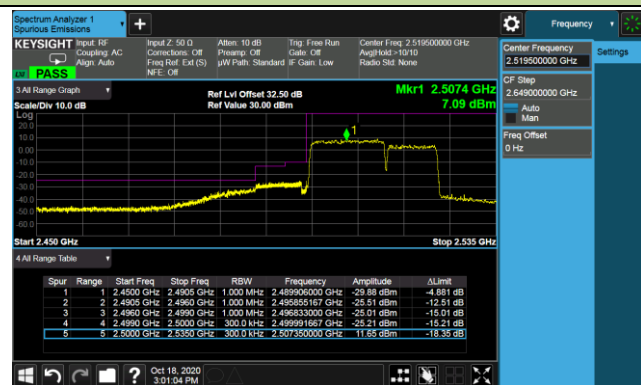 Spectrum Analyzer 1
Spurious Emissions
Frequency
KEYSIGHT
Input: RF
Coupling: AC
Align: Auto
Input Z: 50 Ω
Corrections: Off
Freq Ref: Ext (S)
NFE: Off
Atten: 10 dB
Preamp: Off
µW Path: Standard
Trig: Free Run
Gate: Off
IF Gain: Low
Center Freq: 2.519500000 GHz
Avg|Hold:>10/10
Radio Std: None
PASS
Center Frequency
2.519500000 GHz
Settings
CF Step
2.649000000 GHz
Auto
Man
Freq Offset
0 Hz
3 All Range Graph
Scale/Div 10.0 dB
Ref Lvl Offset 32.50 dB
Ref Value 30.00 dBm
Mkr1 2.5074 GHz
7.09 dBm
Log
20.0
10.0
0.00
-10.0
-20.0
-30.0
-40.0
-50.0
-60.0
1
Start 2.450 GHz
Stop 2.535 GHz
4 All Range Table
Spur Range Start Freq Stop Freq RBW Frequency Amplitude ΔLimit
1 1 2.4500 GHz 2.4905 GHz 1.000 MHz 2.489906000 GHz -29.88 dBm -4.881 dB
2 2 2.4905 GHz 2.4960 GHz 1.000 MHz 2.495855167 GHz -25.51 dBm -12.51 dB
3 3 2.4960 GHz 2.4990 GHz 1.000 MHz 2.496833000 GHz -25.01 dBm -15.01 dB
4 4 2.4990 GHz 2.5000 GHz 300.0 kHz 2.499991667 GHz -25.21 dBm -15.21 dB
5 5 2.5000 GHz 2.5350 GHz 300.0 kHz 2.507350000 GHz 11.65 dBm -18.35 dB
Oct 18, 2020
3:01:04 PM